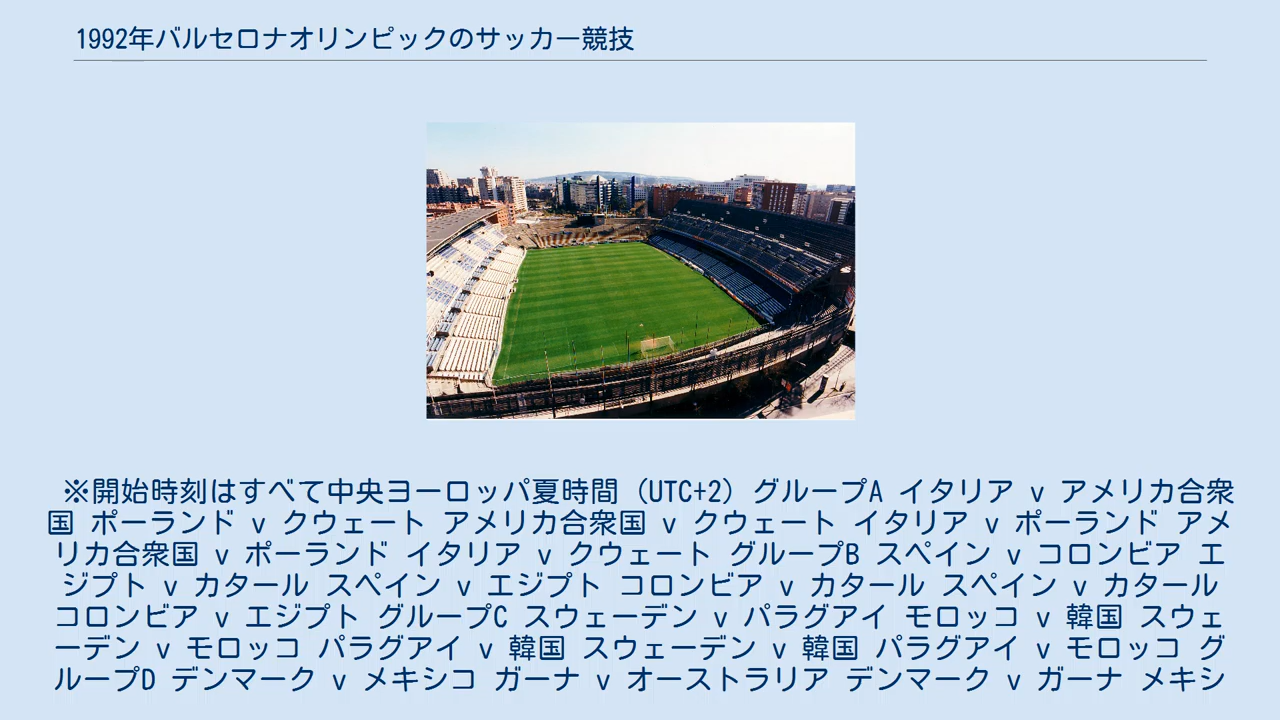 1992年バルセロナオリンピックのサッカー競技
※開始時刻はすべて中央ヨーロッパ夏時間（UTC+2）グループA イタリア v アメリカ合衆
国 ポーランド v クウェート アメリカ合衆国 v クウェート イタリア v ポーランド アメ
リカ合衆国 v ポーランド イタリア v クウェート グループB スペイン v コロンビア エ
ジプト v カタール スペイン v エジプト コロンビア v カタール スペイン v カタール
コロンビア v エジプト グループC スウェーデン v パラグアイ モロッコ v 韓国 スウェ
ーデン v モロッコ パラグアイ v 韓国 スウェーデン v 韓国 パラグアイ v モロッコ グ
ループD デンマーク v メキシコ ガーナ v オーストラリア デンマーク v ガーナ メキシ